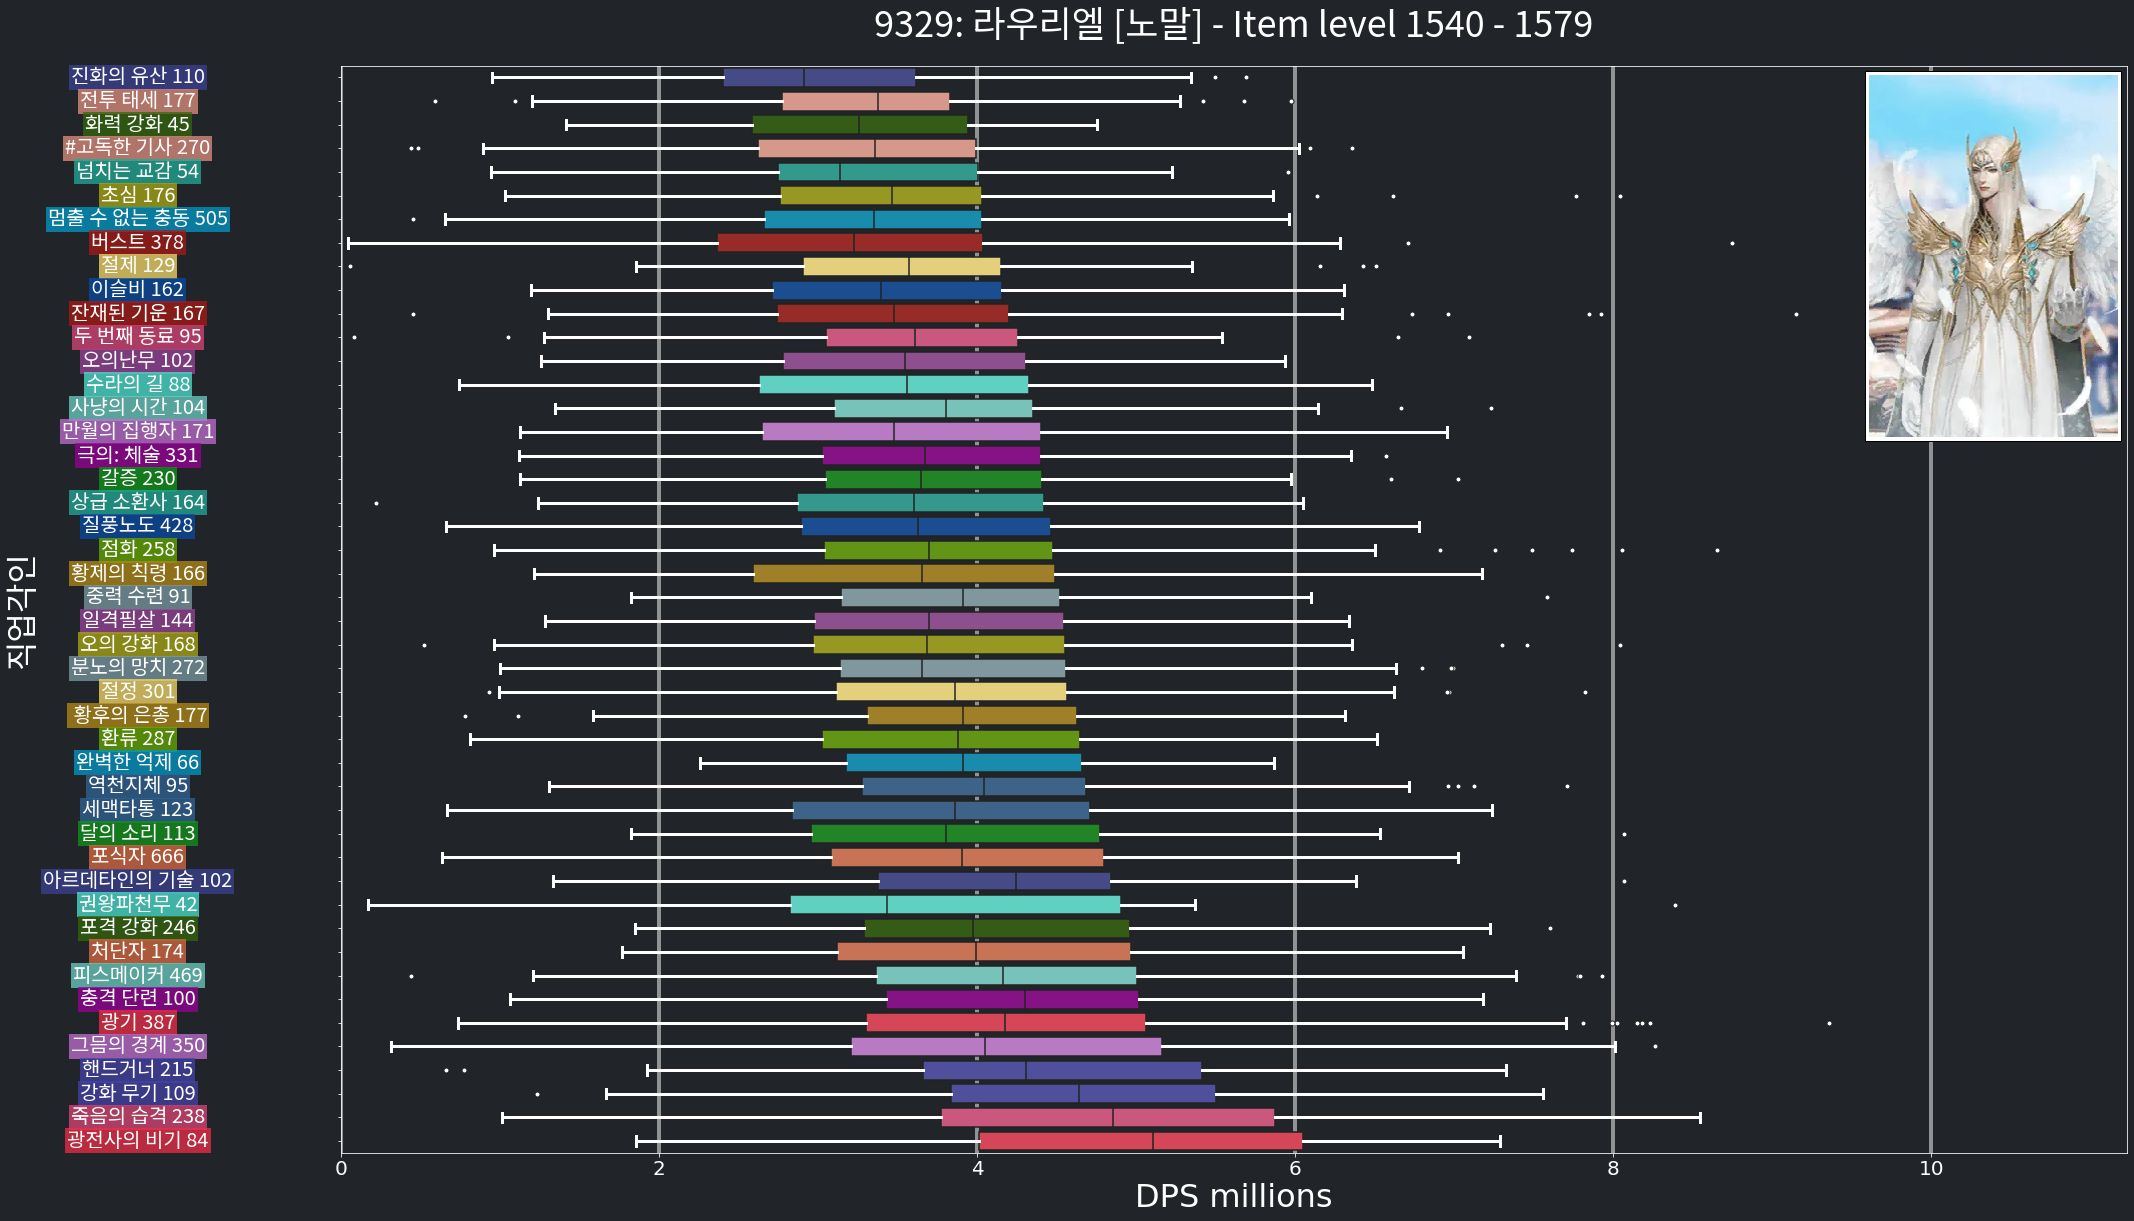 9329: 라우리엘 [노말] - Item level 1540 - 1579
직업각인
진화의 유산 110
전투 태세 177
화력 강화 45
#고독한 기사 270
넘치는 교감 54
초심 176
멈출 수 없는 충동 505
버스트 378
절제 129
이슬비 162
잔재된 기운 167
두 번째 동료 95
오의난무 102
수라의 길 88
사냥의 시간 104
만월의 집행자 171
극의: 체술 331
갈증 230
상급 소환사 164
질풍노도 428
점화 258
황제의 칙령 166
중력 수련 91
일격필살 144
오의 강화 168
분노의 망치 272
절정 301
황후의 은총 177
환류 287
완벽한 억제 66
역천지체 95
세맥타통 123
달의 소리 113
포식자 666
아르데타인의 기술 102
권왕파천무 42
포격 강화 246
처단자 174
피스메이커 469
충격 단련 100
광기 387
그믐의 경계 350
핸드거너 215
강화 무기 109
죽음의 습격 238
광전사의 비기 84
0 2 4 6 8 10
DPS millions